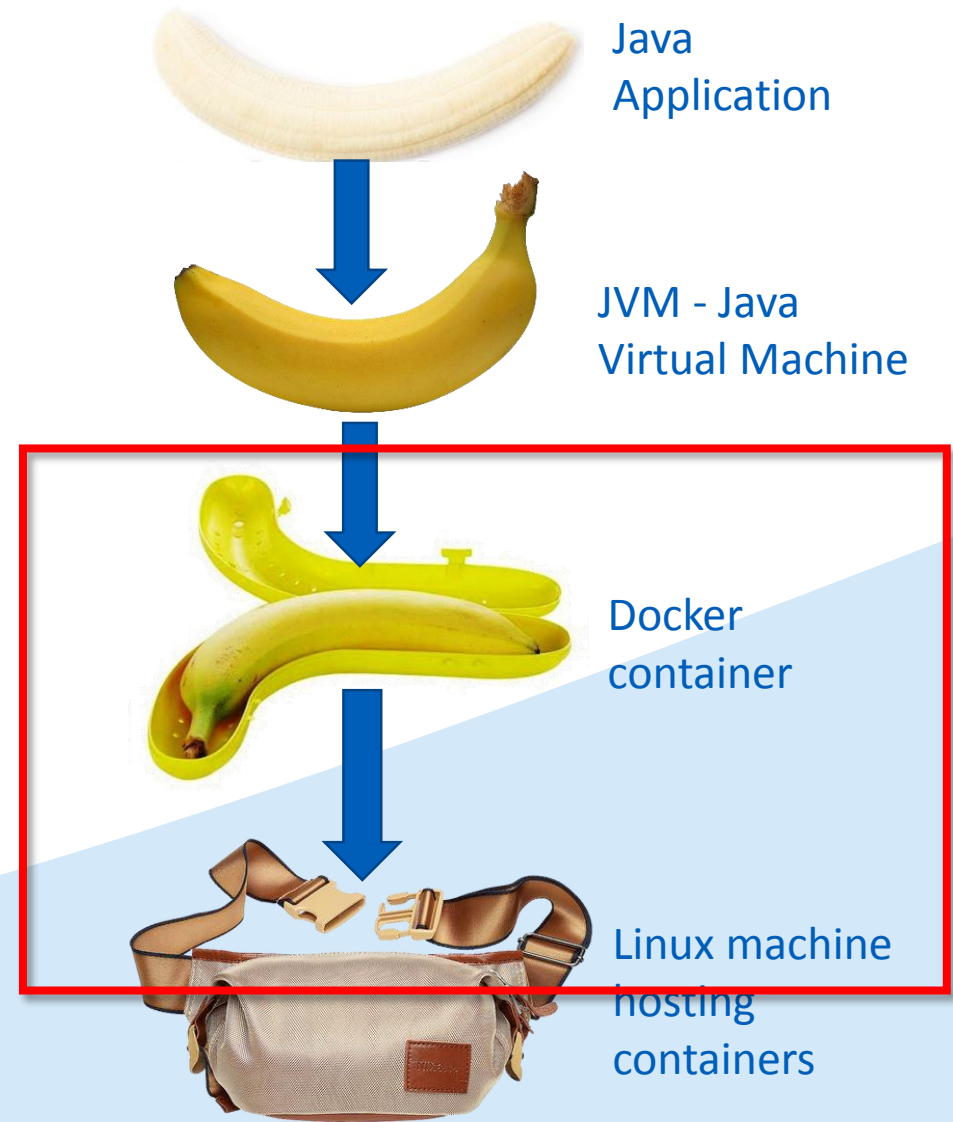 Java
Application
JVM - Java
Virtual Machine
Docker
container
Linux machine
hosting
containers